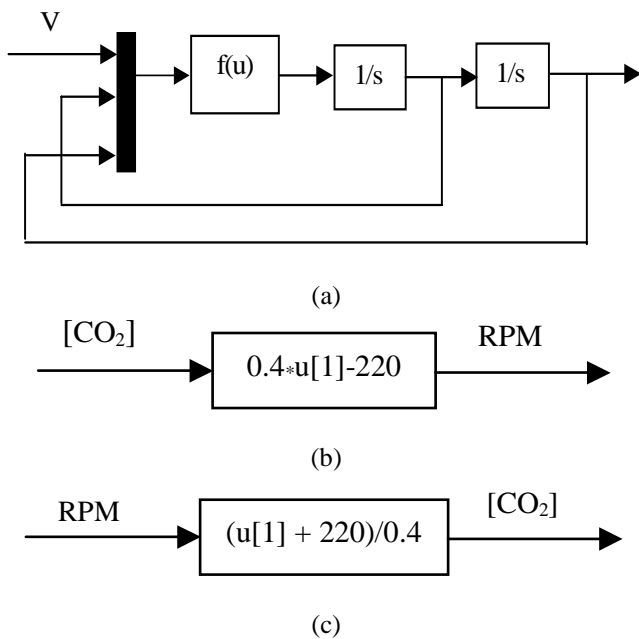 V
f(u)
1/s
1/s
(a)
[CO₂]
0.4*u[1]-220
RPM
(b)
RPM
(u[1] + 220)/0.4
[CO₂]
(c)